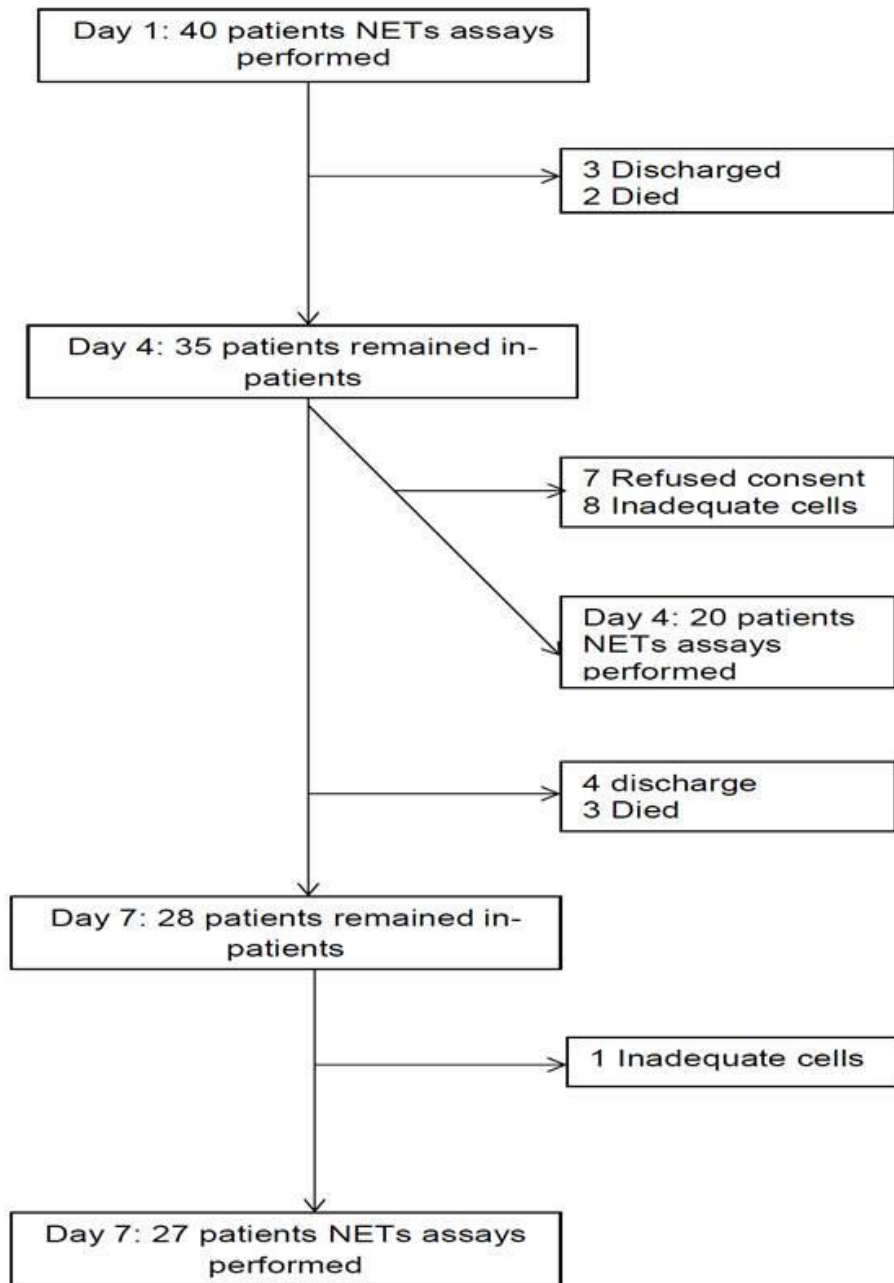 Day 1: 40 patients NETs assays
performed
3 Discharged
2 Died
Day 4: 35 patients remained in-
patients
7 Refused consent
8 Inadequate cells
Day 4: 20 patients
NETs assays
performed
4 discharge
3 Died
Day 7: 28 patients remained in-
patients
1 Inadequate cells
Day 7: 27 patients NETs assays
performed